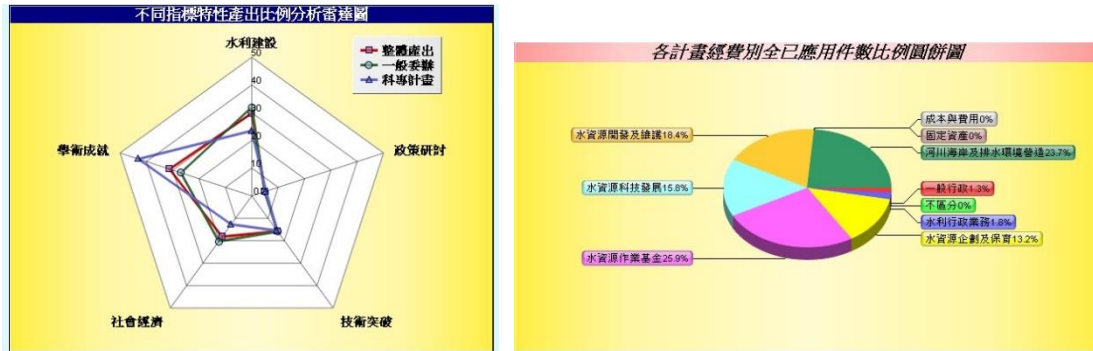 不同指標特性產出比例分析雷達圖
水利建設
50
40
30
20
10
整體產出
一般委辦
科專計畫
學術成就
政策研討
社會經濟
技術突破
各計畫經費別全已應用件數比例圓餅圖
成本與費用0%
固定資產0%
河川海岸及排水環境營造23.7%
水資源開發及維護18.4%
水資源科技發展15.8%
一般行政1.3%
不區分0%
水利行政業務1.8%
水資源企劃及保育13.2%
水資源作業基金25.9%